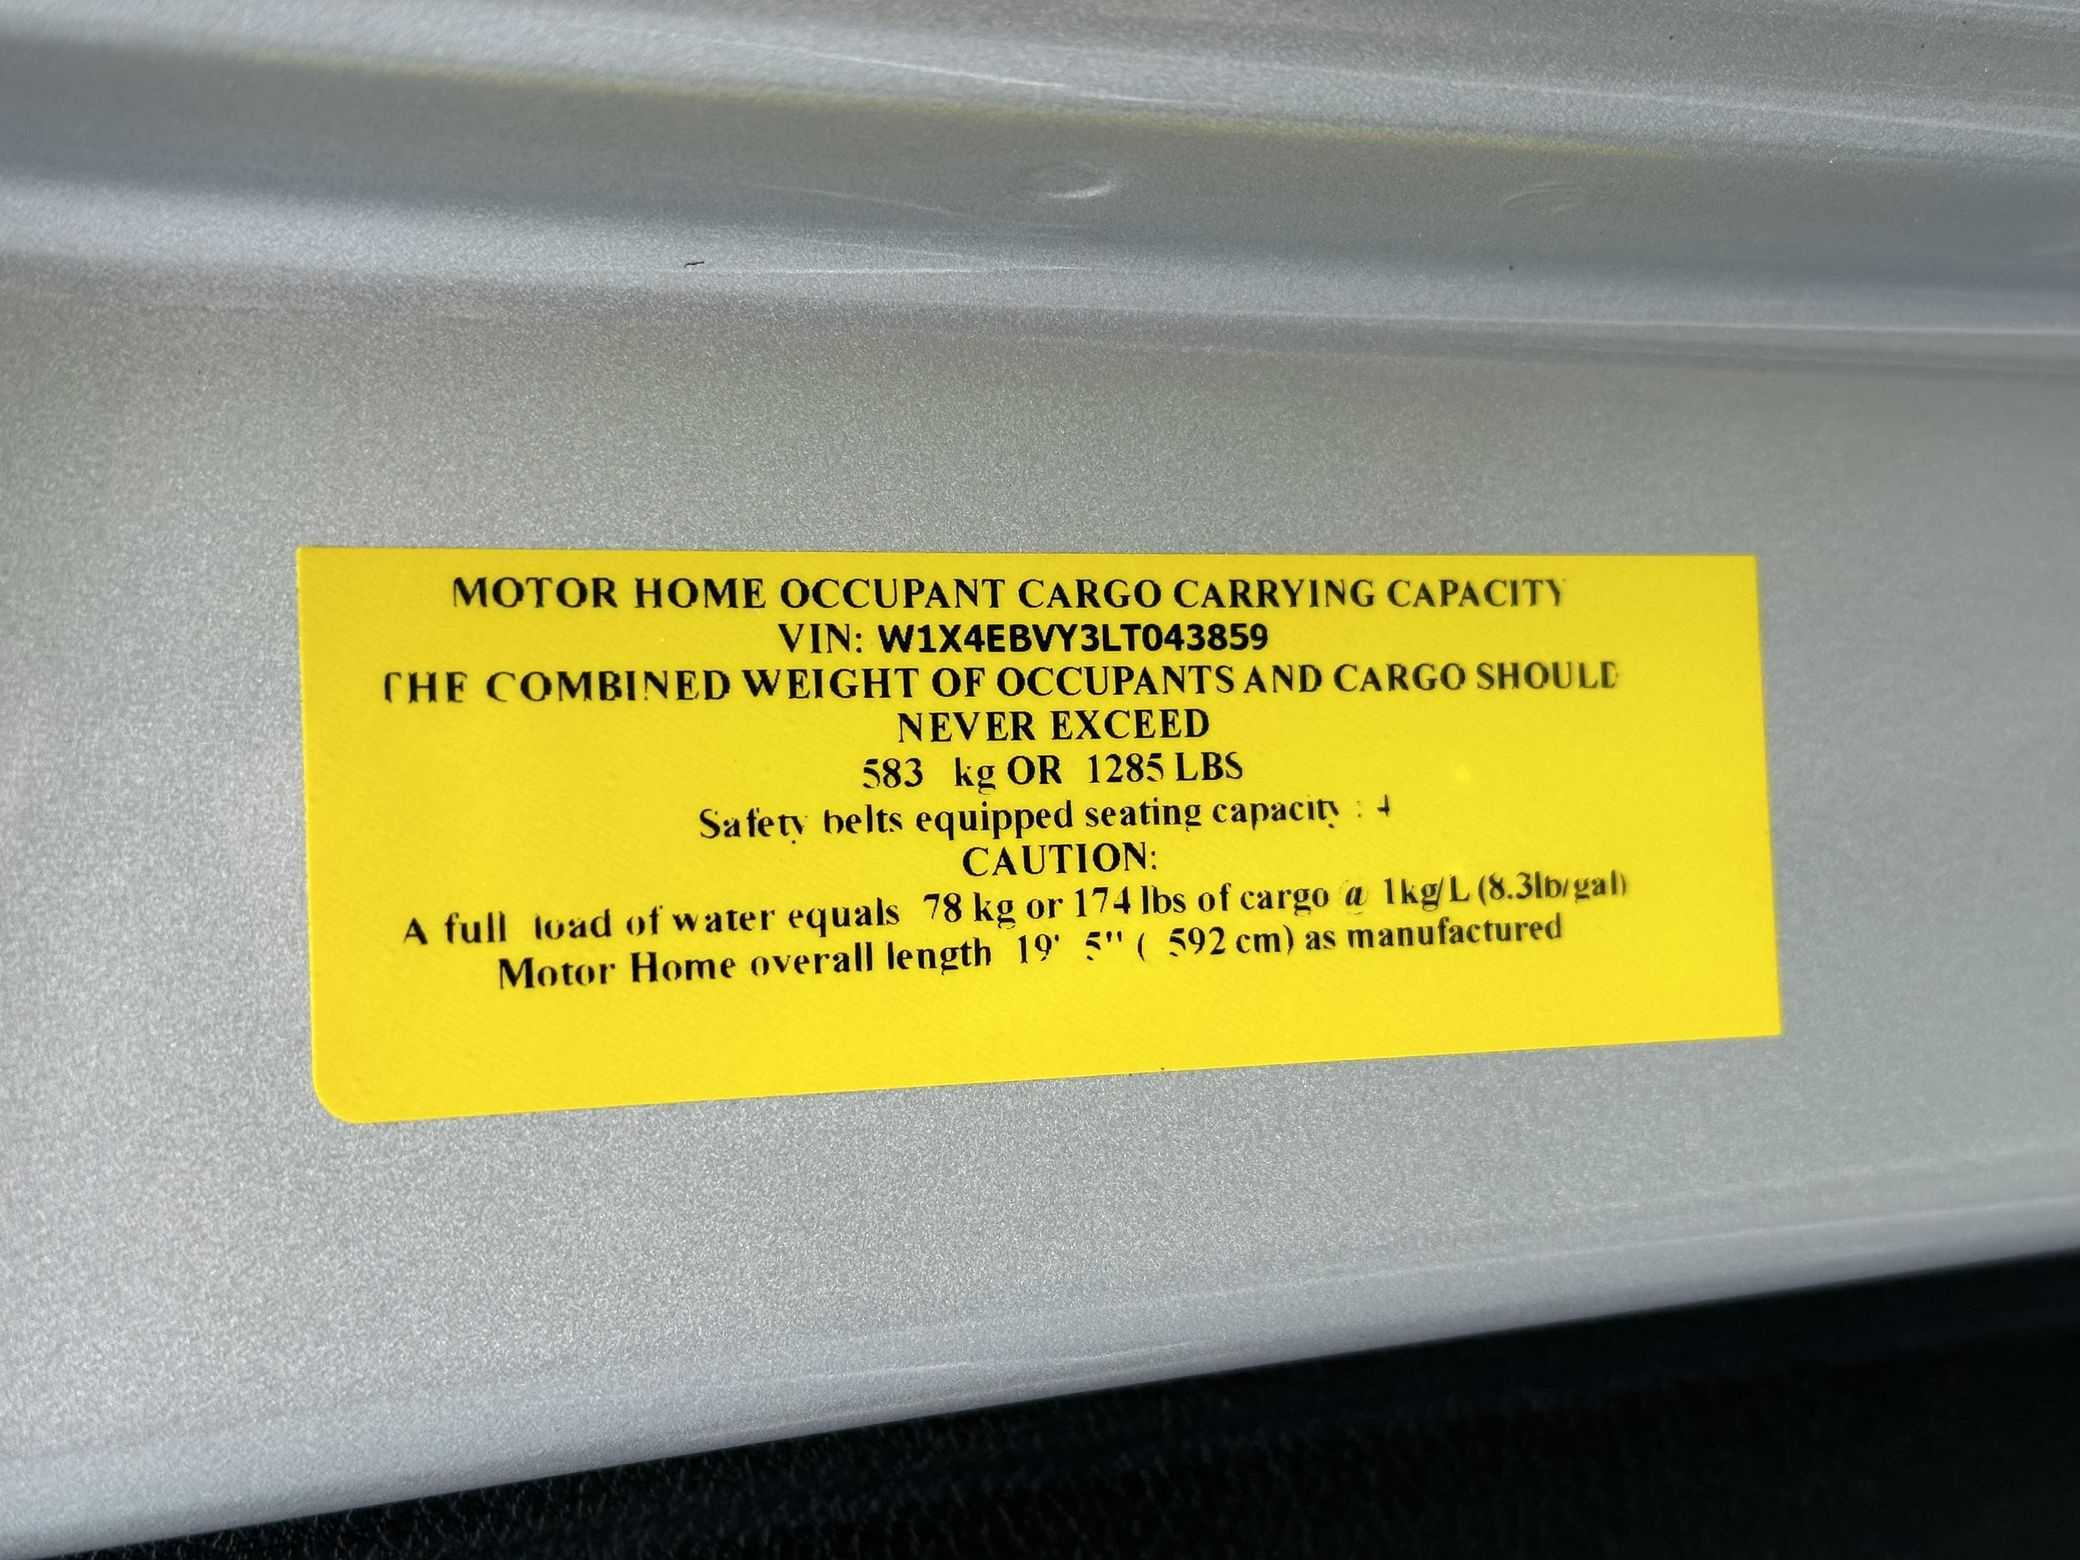 MOTOR HOME OCCUPANT CARGO CARRYING CAPACITY
VIN: W1X4EBVY3LT043859
THE COMBINED WEIGHT OF OCCUPANTS AND CARGO SHOULD
NEVER EXCEED
583 kg OR 1285 LBS
Safety belts equipped seating capacity : 4
CAUTION:
A full load of water equals 78 kg or 174 lbs of cargo @ 1kg/L (8.3lb/gal)
Motor Home overall length 19' 5" ( 592 cm) as manufactured